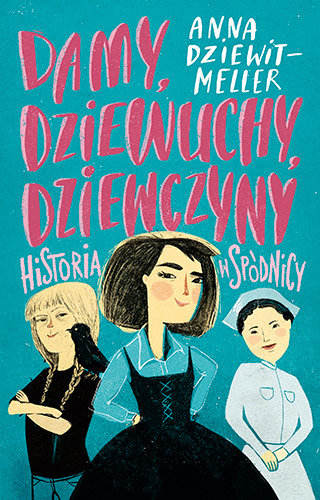 ANNA
DZIEWIT-
MELLER
DAMY,
DZIEWUCHY,
DZIEWCZYNY
HISTORIA W SPÓDNICY